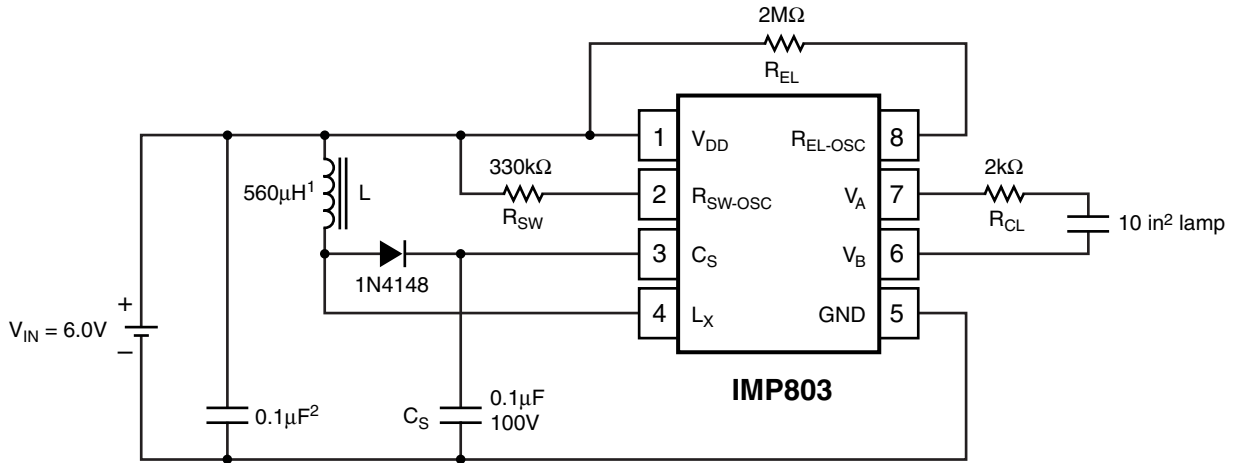 2MΩ
R_EL
1 V_DD R_EL-OSC 8
330kΩ
560μH¹ L
R_SW
2 R_SW-OSC V_A 7
2kΩ
R_CL
10 in² lamp
3 C_S V_B 6
1N4148
4 L_X GND 5
+
V_IN = 6.0V
–
IMP803
0.1μF²
C_S
0.1μF
100V